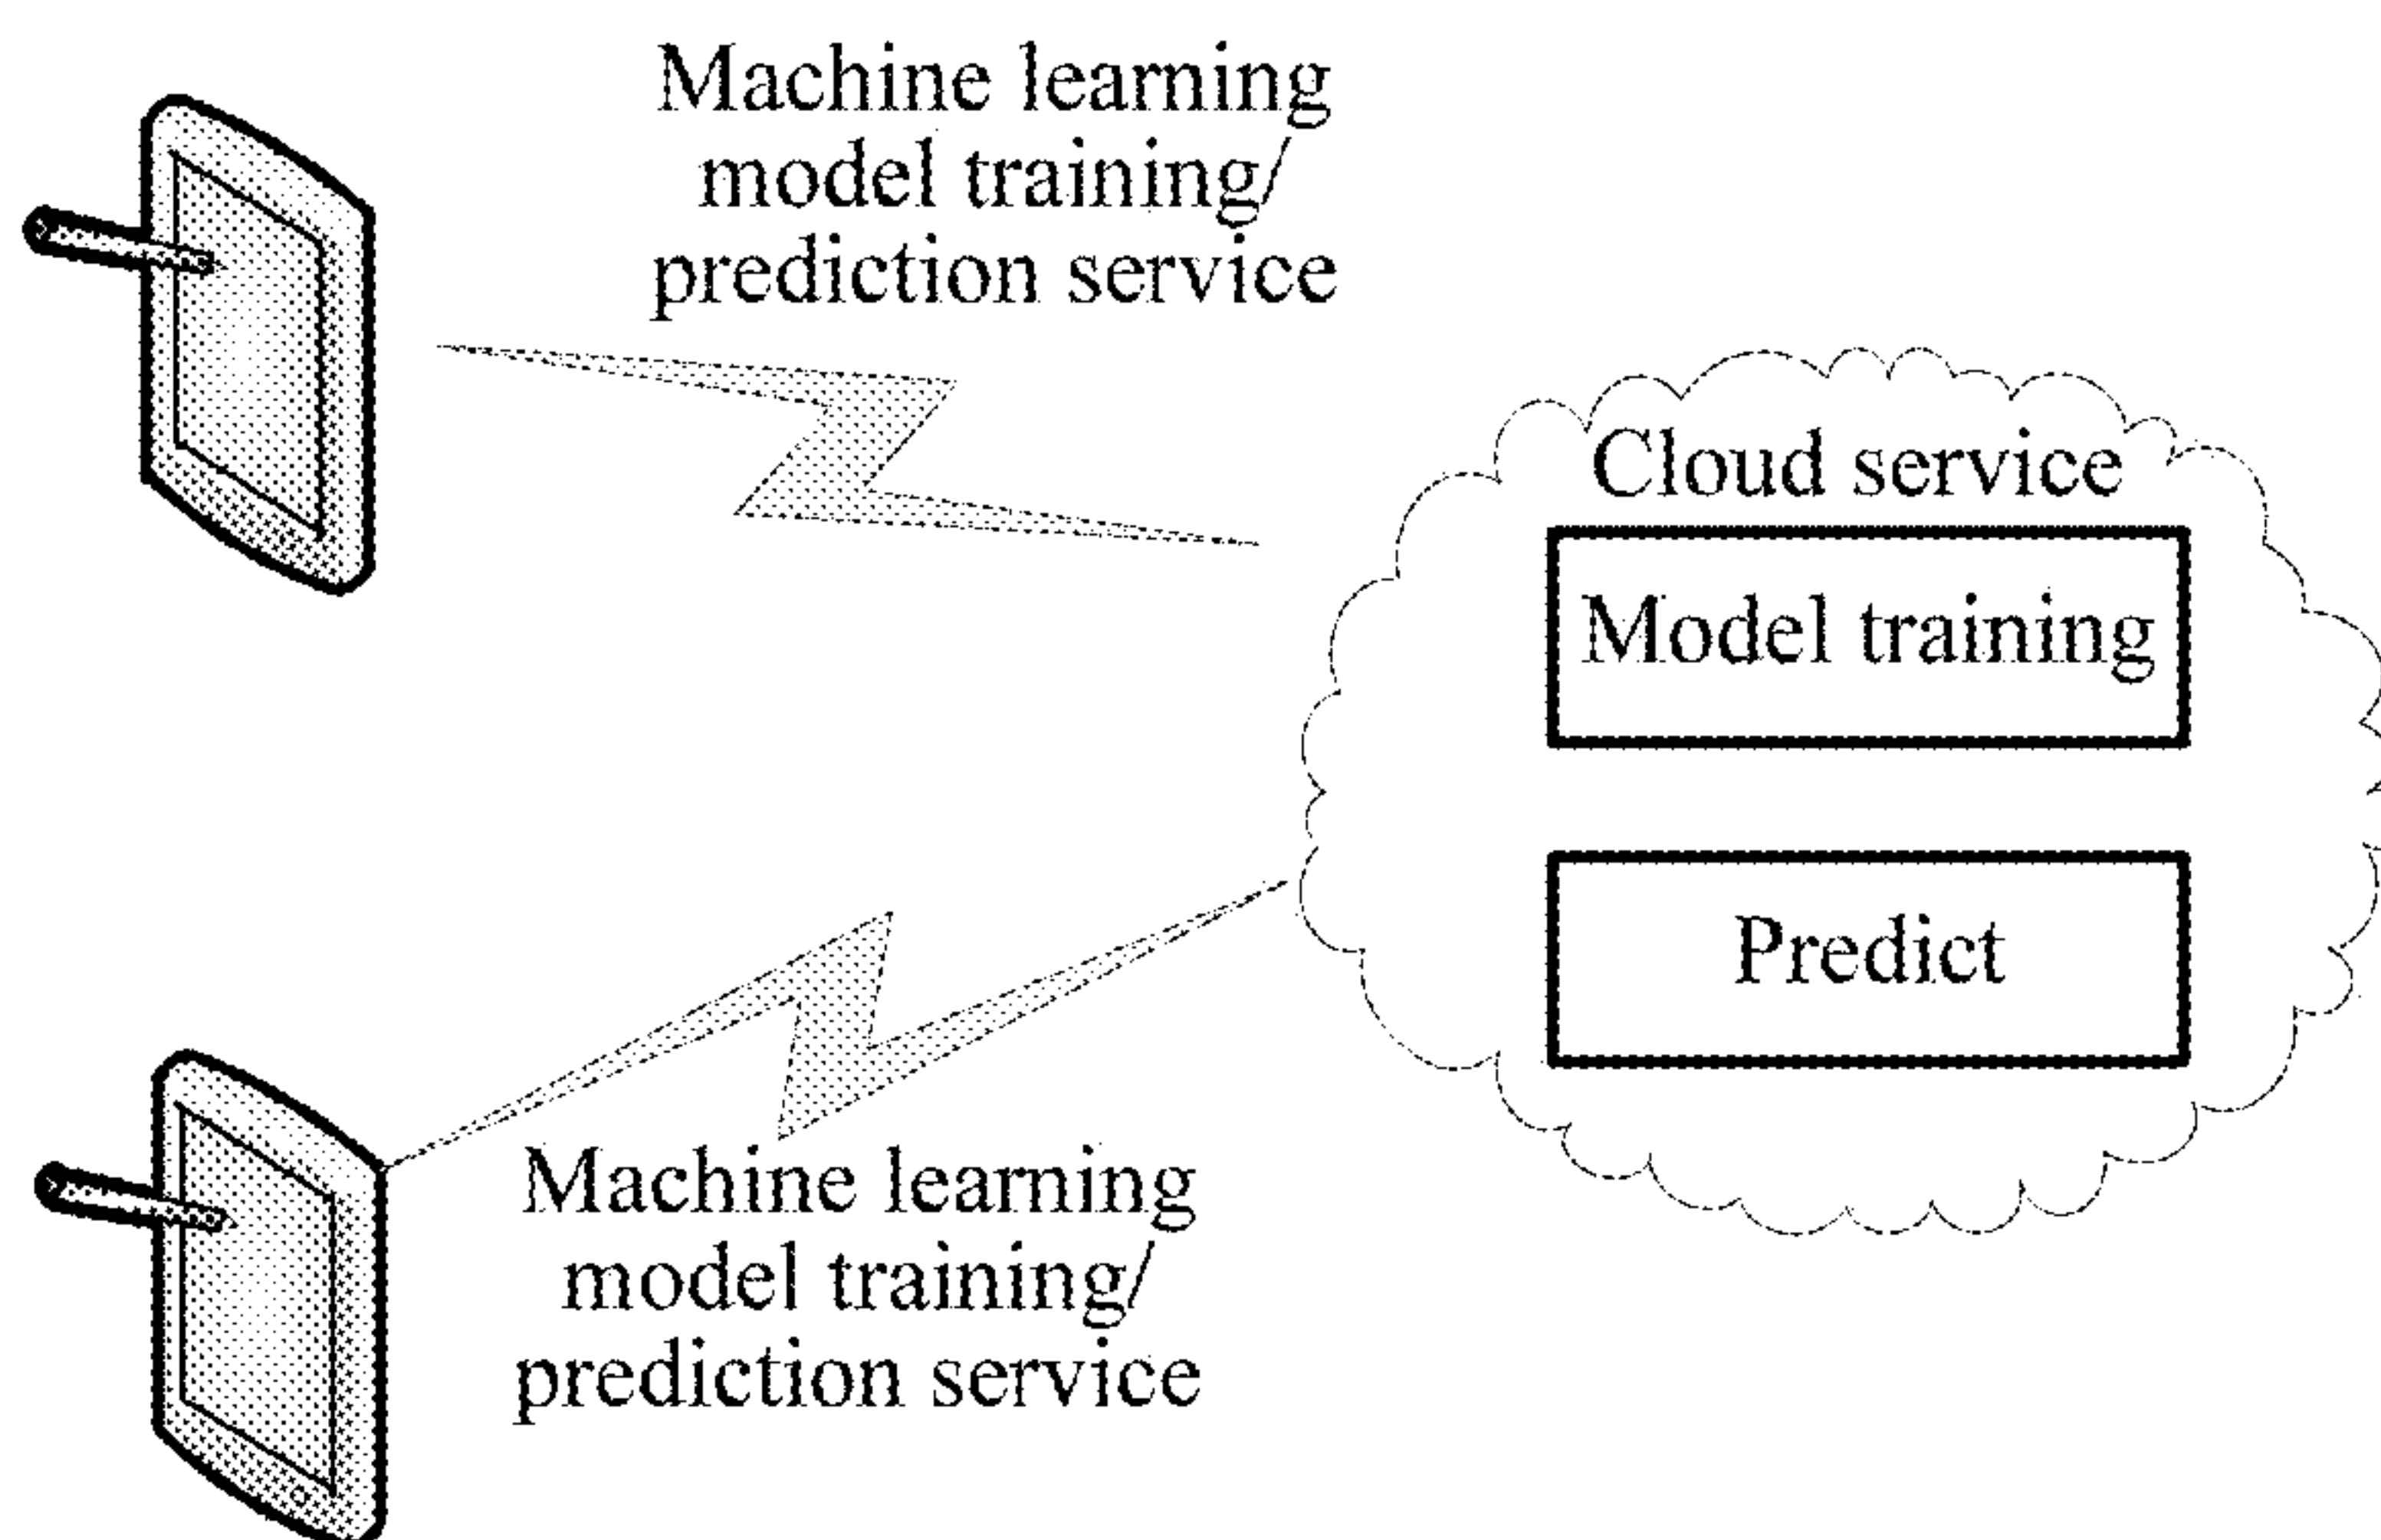 Machine learning
model training/
prediction service
Cloud service
Model training
Predict
Machine learning
model training/
prediction service